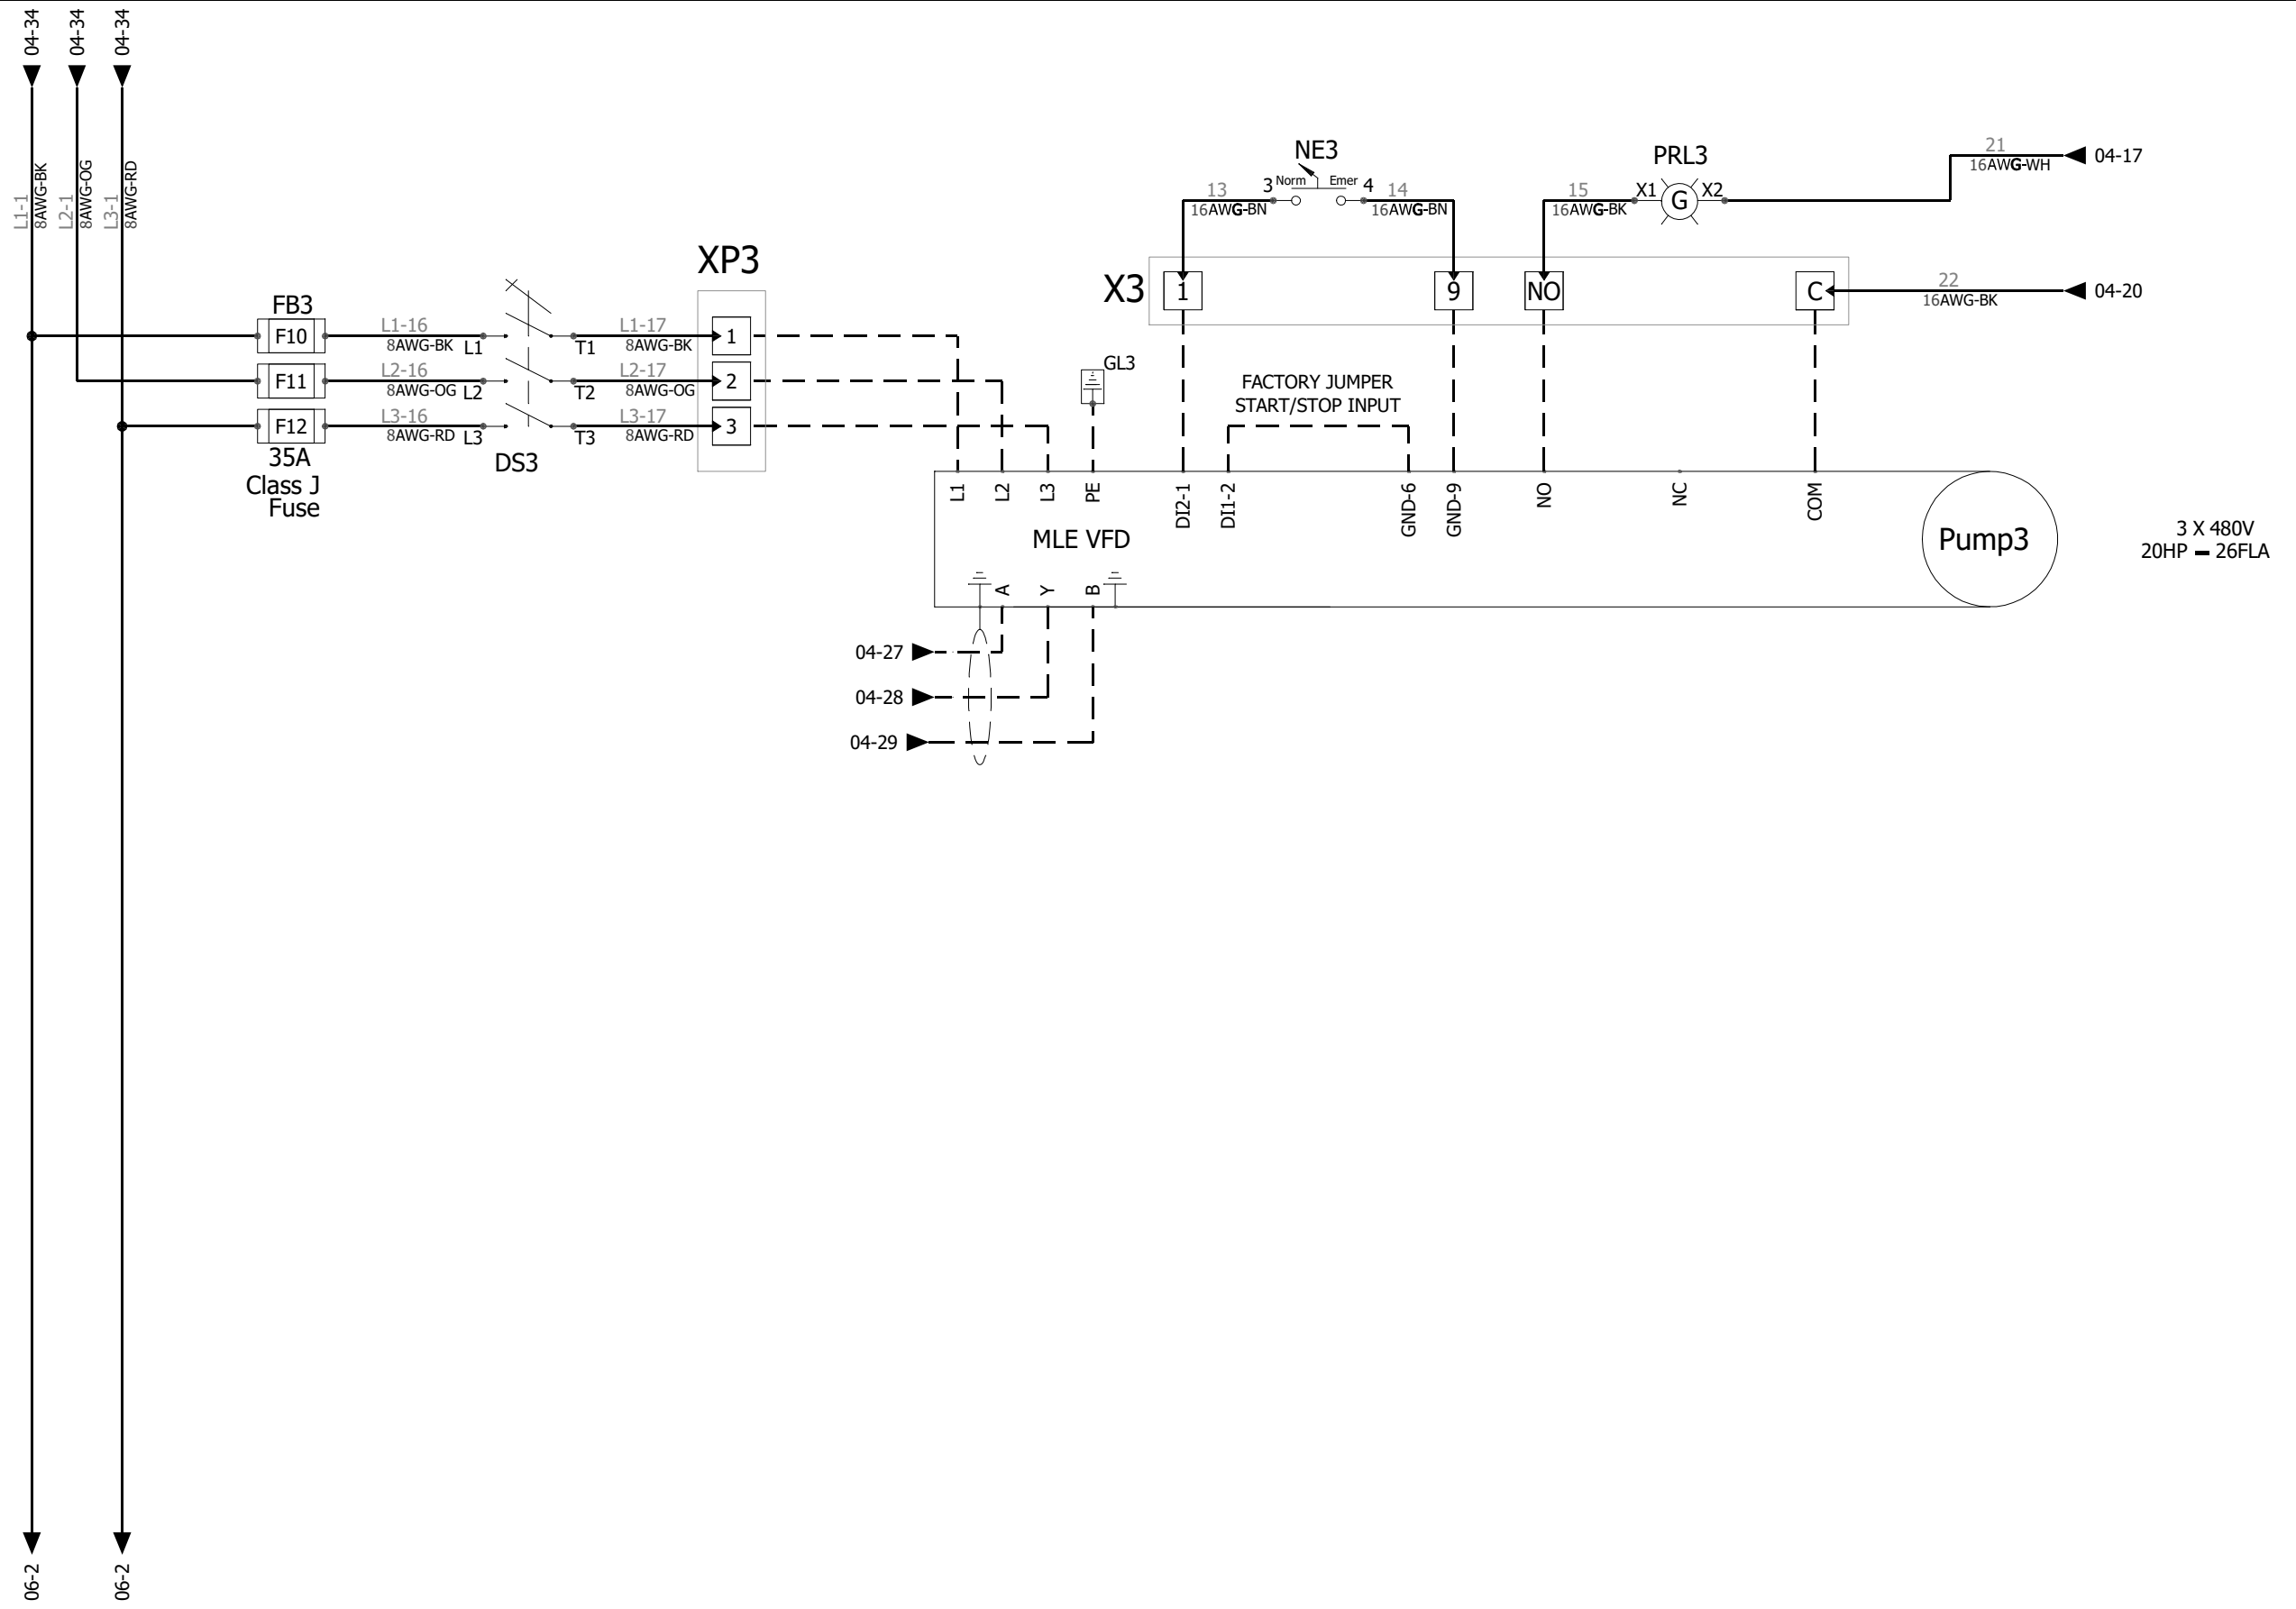 04-34
04-34
04-34
L1-1
8AWG-BK
L2-1
8AWG-OG
L3-1
8AWG-RD
NE3
PRL3
21
16AWG-WH
04-17
13
16AWG-BN
3
Norm
Emer
4
14
16AWG-BN
15
16AWG-BK
X1
G
X2
XP3
X3
1
9
NO
C
22
16AWG-BK
04-20
FB3
F10
L1-16
8AWG-BK
L1
T1
L1-17
8AWG-BK
1
F11
L2-16
8AWG-OG
L2
T2
L2-17
8AWG-OG
2
F12
L3-16
8AWG-RD
L3
T3
L3-17
8AWG-RD
3
35A
Class J
Fuse
DS3
GL3
FACTORY JUMPER
START/STOP INPUT
L1
L2
L3
PE
DI2-1
DI1-2
GND-6
GND-9
NO
NC
COM
MLE VFD
Pump3
3 X 480V
20HP - 26FLA
A
Y
B
04-27
04-28
04-29
06-2
06-2